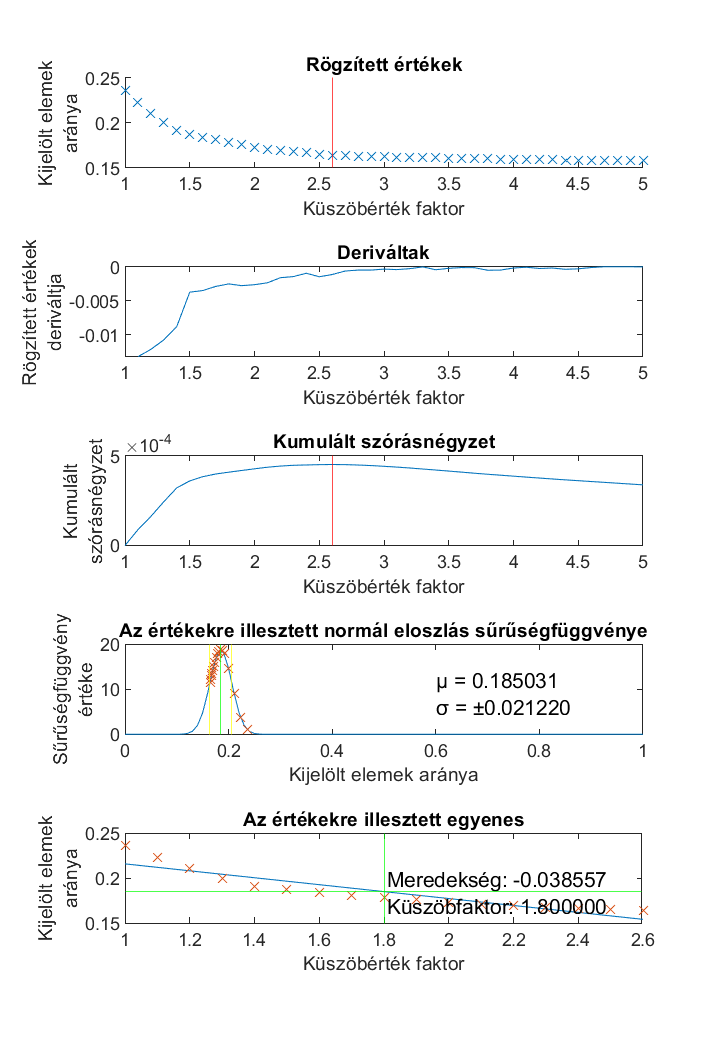 Rögzített értékek
Kijelölt elemek
aránya
0.25
0.2
0.15
1 1.5 2 2.5 3 3.5 4 4.5 5
Küszöbérték faktor
Deriváltak
Rögzített értékek
deriváltja
0
-0.005
-0.01
1 1.5 2 2.5 3 3.5 4 4.5 5
Küszöbérték faktor
Kumulált szórásnégyzet
×10-4
Kumulált
szórásnégyzet
5
0
1 1.5 2 2.5 3 3.5 4 4.5 5
Küszöbérték faktor
Az értékekre illesztett normál eloszlás sűrűségfüggvénye
Sűrűségfüggvény
értéke
20
10
0
μ = 0.185031
σ = ±0.021220
0 0.2 0.4 0.6 0.8 1
Kijelölt elemek aránya
Az értékekre illesztett egyenes
Kijelölt elemek
aránya
0.25
0.2
0.15
Meredekség: -0.038557
Küszöbfaktor: 1.800000
1 1.2 1.4 1.6 1.8 2 2.2 2.4 2.6
Küszöbérték faktor